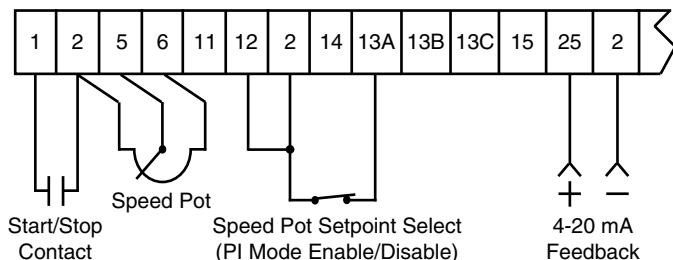 1 2 5 6 11 12 2 14 13A 13B 13C 15 25 2
Speed Pot
Start/Stop
Contact
Speed Pot Setpoint Select
(PI Mode Enable/Disable)
+ –
4-20 mA
Feedback